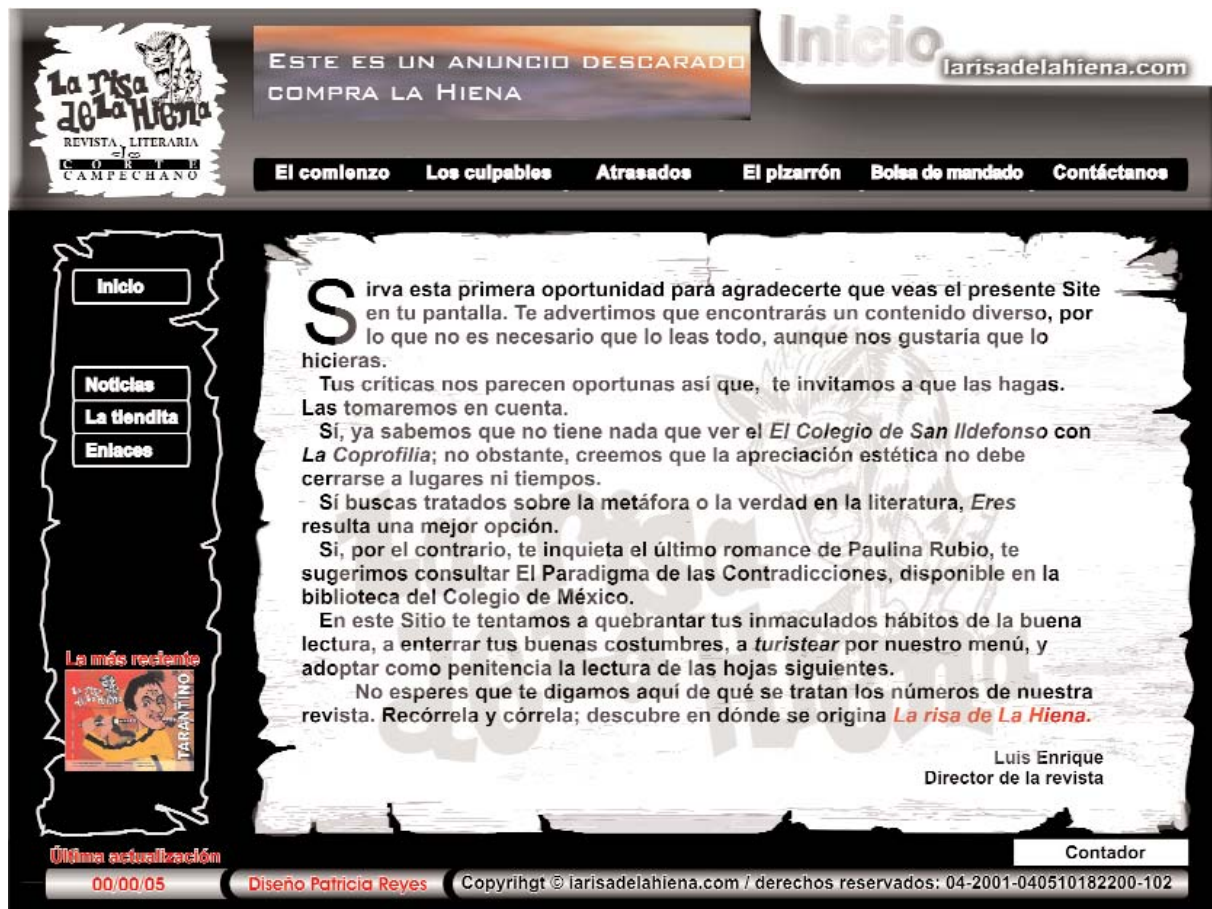 La risa
de La Hiena
REVISTA LITERARIA
CORTE
CAMPECHANO
ESTE ES UN ANUNCIO DESCARADO
COMPRA LA HIENA
Inicio
larisadelahiena.com
El comienzo Los culpables Atrasados El pizarrón Bolsa de mandado Contáctanos
Inicio
Noticias
La tiendita
Enlaces
La más reciente
TARANTINO
Sirva esta primera oportunidad para agradecerte que veas el presente Site
en tu pantalla. Te advertimos que encontrarás un contenido diverso, por
lo que no es necesario que lo leas todo, aunque nos gustaría que lo
hicieras.
Tus críticas nos parecen oportunas así que, te invitamos a que las hagas.
Las tomaremos en cuenta.
Sí, ya sabemos que no tiene nada que ver el El Colegio de San Ildefonso con
La Coprofilia; no obstante, creemos que la apreciación estética no debe
cerrarse a lugares ni tiempos.
Sí buscas tratados sobre la metáfora o la verdad en la literatura, Eres
resulta una mejor opción.
Si, por el contrario, te inquieta el último romance de Paulina Rubio, te
sugerimos consultar El Paradigma de las Contradicciones, disponible en la
biblioteca del Colegio de México.
En este Sitio te tentamos a quebrantar tus inmaculados hábitos de la buena
lectura, a enterrar tus buenas costumbres, a turistear por nuestro menú, y
adoptar como penitencia la lectura de las hojas siguientes.
No esperes que te digamos aquí de qué se tratan los números de nuestra
revista. Recórrela y córrela; descubre en dónde se origina La risa de La Hiena.
Luis Enrique
Director de la revista
Contador
Última actualización
00/00/05 Diseño Patricia Reyes Copyrihgt © larisadelahiena.com / derechos reservados: 04-2001-040510182200-102